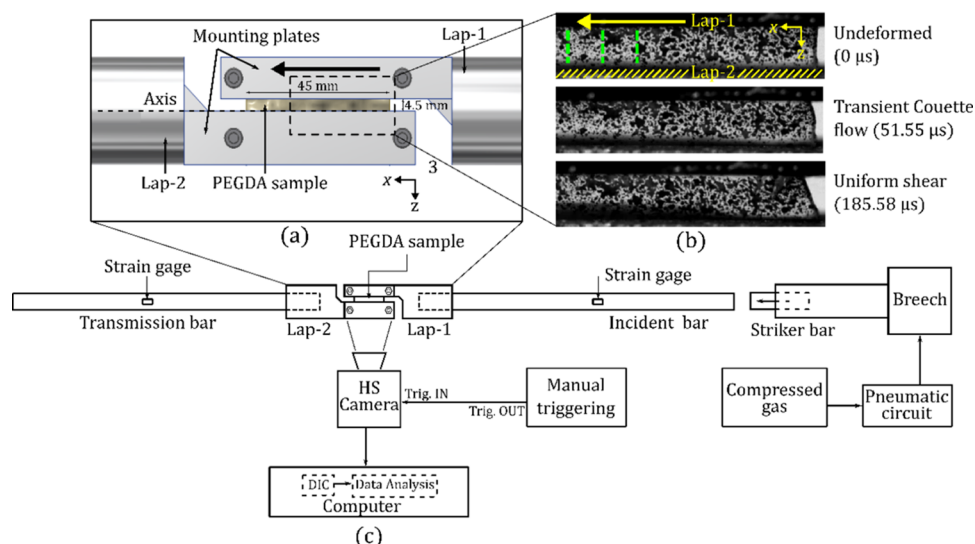 Mounting plates
Lap-1
45 mm
Axis
4.5 mm
Lap-2
PEGDA sample
3
x
z
(a)
Lap-1
x
z
Lap-2
Undeformed
(0 µs)
Transient Couette
flow (51.55 µs)
Uniform shear
(185.58 µs)
(b)
PEGDA sample
Strain gage
Strain gage
Transmission bar
Lap-2
Lap-1
Incident bar
Striker bar
Breech
HS
Camera
Trig. IN
Trig. OUT
Manual
triggering
Compressed
gas
Pneumatic
circuit
DIC
Data Analysis
Computer
(c)